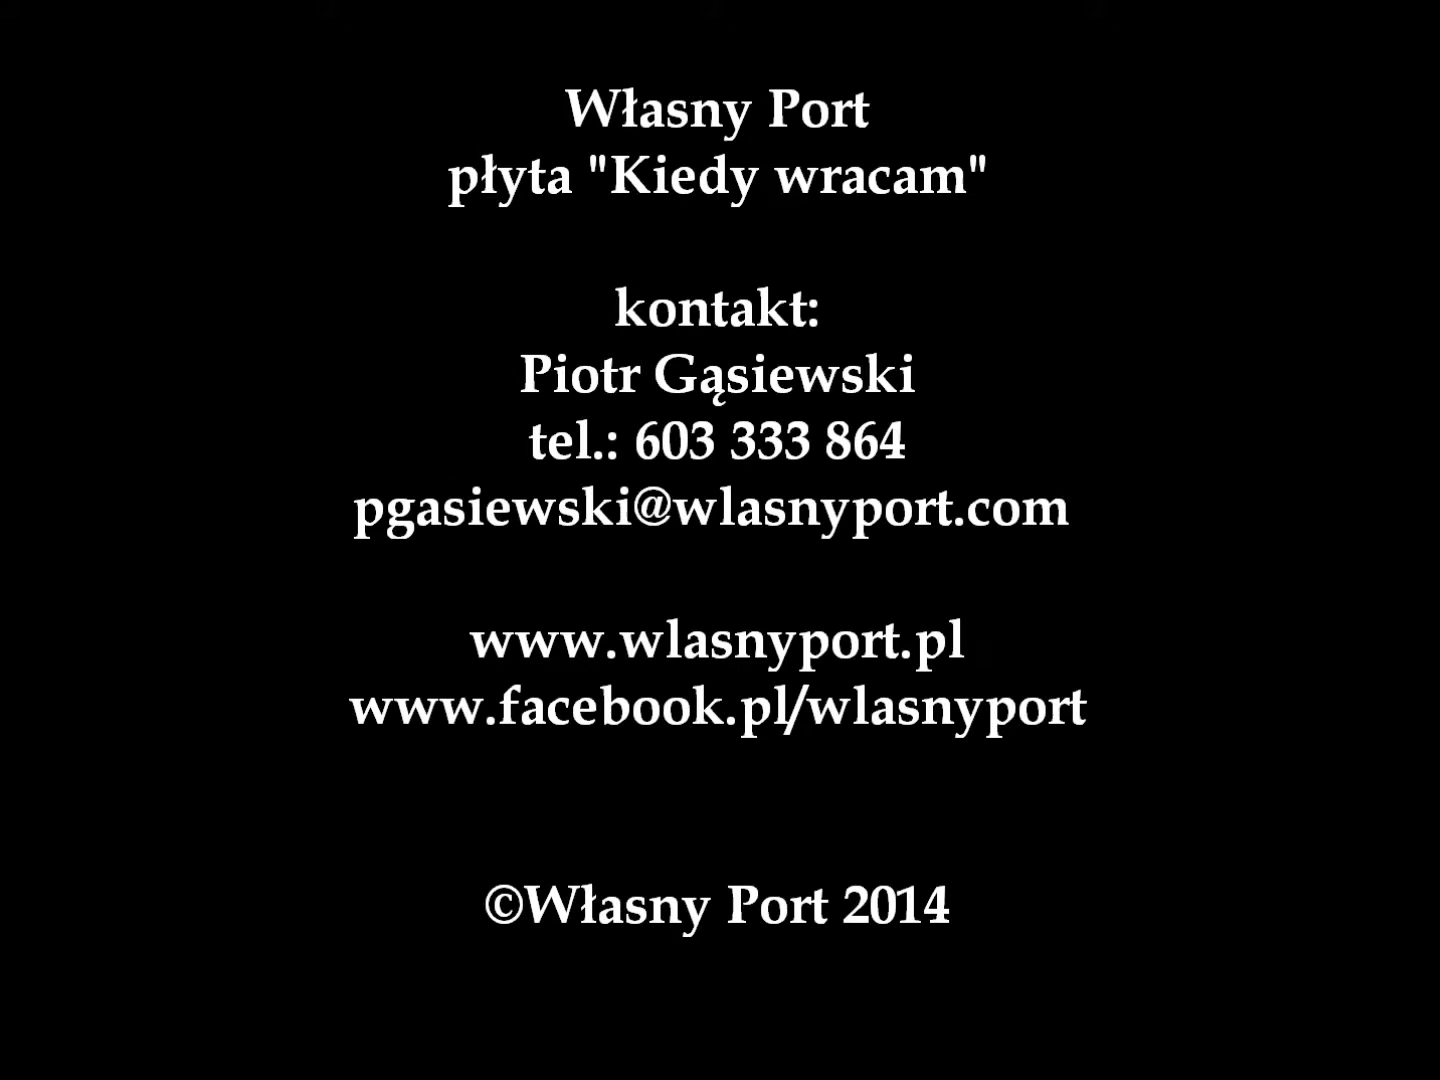 Własny Port
płyta "Kiedy wracam"
kontakt:
Piotr Gąsiewski
tel.: 603 333 864
pgasiewski@wlasnyport.com
www.wlasnyport.pl
www.facebook.pl/wlasnyport
©Własny Port 2014